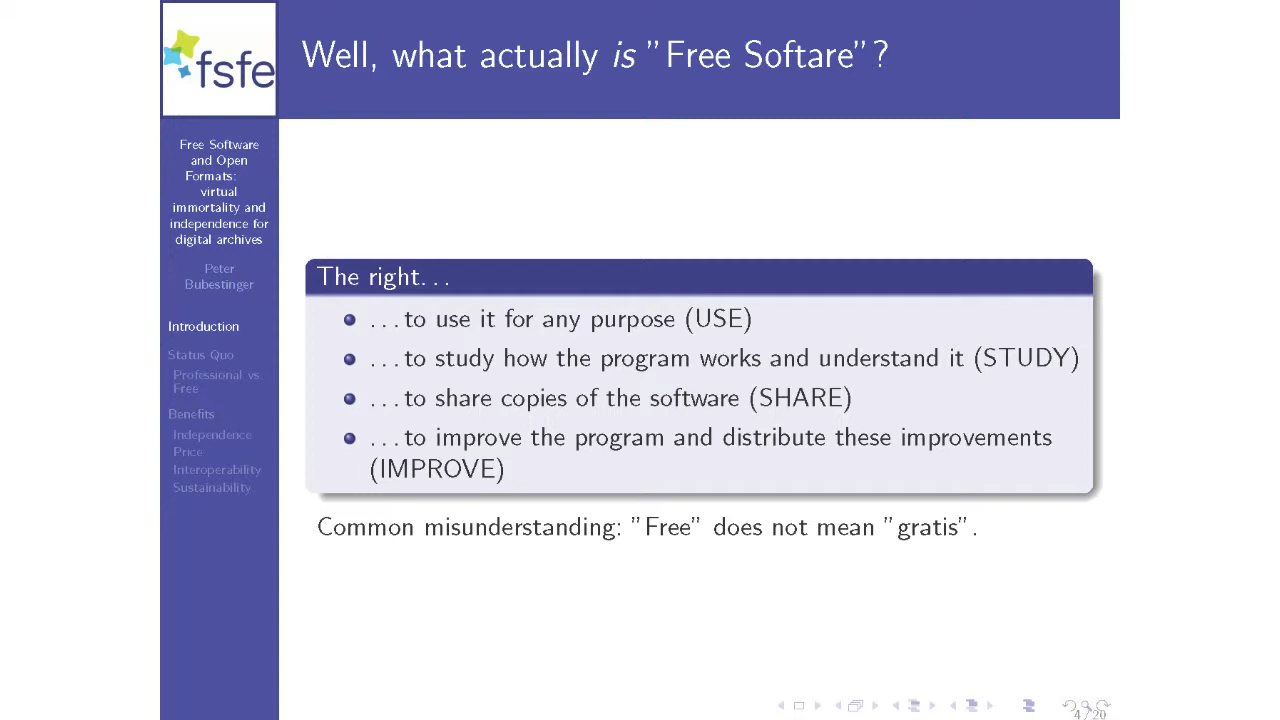 fsfe
Well, what actually is ”Free Softare”?
Free Software
and Open
Formats:
virtual
immortality and
independence for
digital archives
Peter
Bubestinger
Introduction
Status Quo
Professional vs.
Free
Benefits
Independence
Price
Interoperability
Sustainability
The right. . .
. . . to use it for any purpose (USE)
. . . to study how the program works and understand it (STUDY)
. . . to share copies of the software (SHARE)
. . . to improve the program and distribute these improvements
(IMPROVE)
Common misunderstanding: ”Free” does not mean ”gratis”.
4 / 20